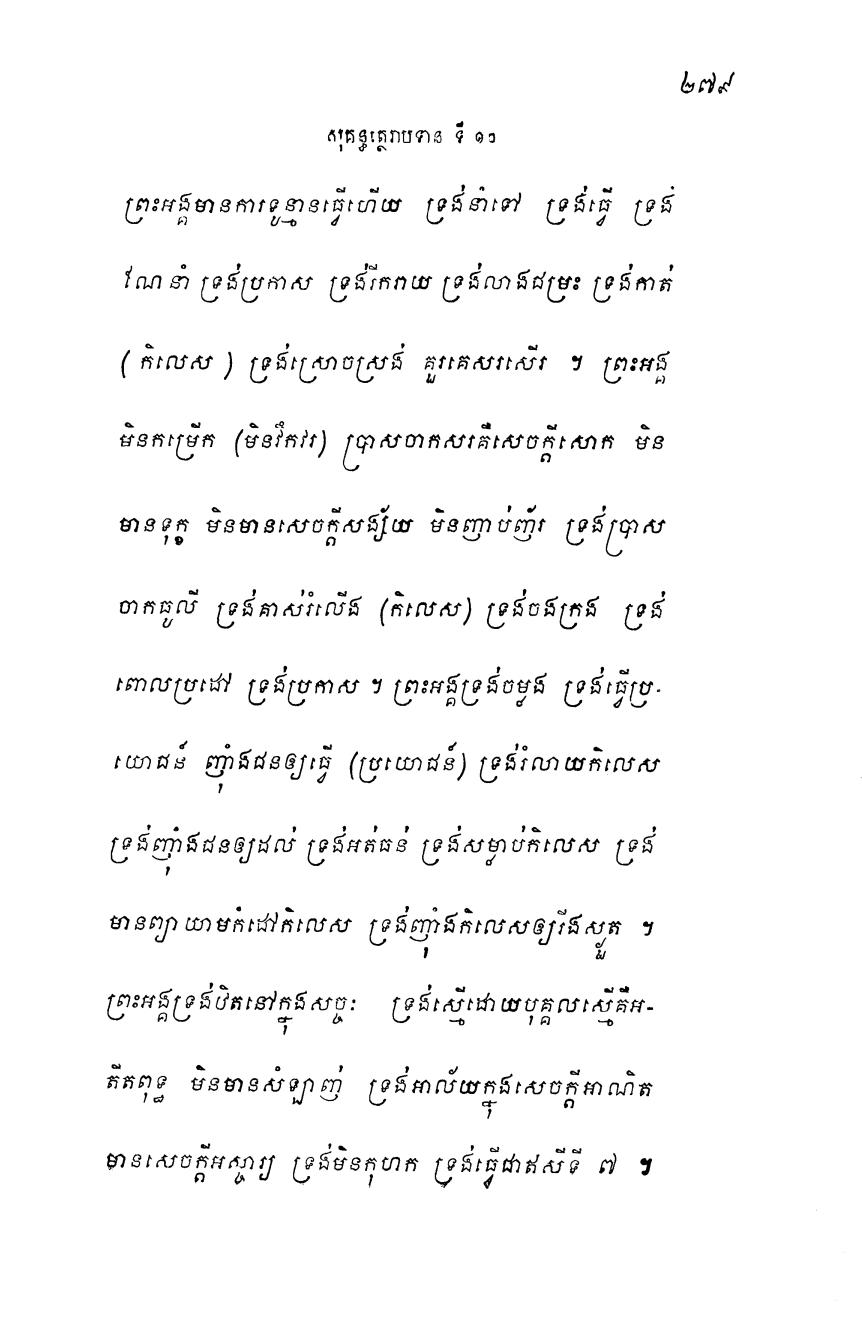 ២៧៩
សុគន្ធត្ថេរាបទាន ទី ១១
ព្រះអង្គមានការទូន្មានធ្វើហើយ ទ្រង់នាំទៅ ទ្រង់ធ្វើ ទ្រង់
ណែនាំ ទ្រង់ប្រកាស ទ្រង់រីករាយ ទ្រង់លាងជម្រះ ទ្រង់កាត់
(កិលេស) ទ្រង់ស្រោចស្រង់ គួរគេសរសើរ ។ ព្រះអង្គ
មិនកម្រើក (មិនវឹកវរ) ប្រាសចាកសរគឺសេចក្ដីសោក មិន
មានទុក្ខ មិនមានសេចក្ដីសង្ស័យ មិនញាប់ញ័រ ទ្រង់ប្រាស
ចាកធូលី ទ្រង់គាស់រំលើង (កិលេស) ទ្រង់ចងក្រង ទ្រង់
ពោលប្រដៅ ទ្រង់ប្រកាស ។ ព្រះអង្គទ្រង់ចម្លង ទ្រង់ធ្វើប្រ-
យោជន៍ ញ៉ាំងជនឲ្យធ្វើ (ប្រយោជន៍) ទ្រង់រំលាយកិលេស
ទ្រង់ញ៉ាំងជនឲ្យដល់ ទ្រង់អត់ធន់ ទ្រង់សម្លាប់កិលេស ទ្រង់
មានព្យាយាមកំដៅកិលេស ទ្រង់ញ៉ាំងកិលេសឲ្យរីងស្ងួត ។
ព្រះអង្គទ្រង់ឋិតនៅក្នុងសច្ចៈ ទ្រង់ស្មើដោយបុគ្គលស្មើគឺអ-
តីតពុទ្ធ មិនមានសំឡាញ់ ទ្រង់អាល័យក្នុងសេចក្ដីអាណិត
មានសេចក្ដីអស្ចារ្យ ទ្រង់មិនកុហក ទ្រង់ធ្វើជាឥសីទី ៧ ។